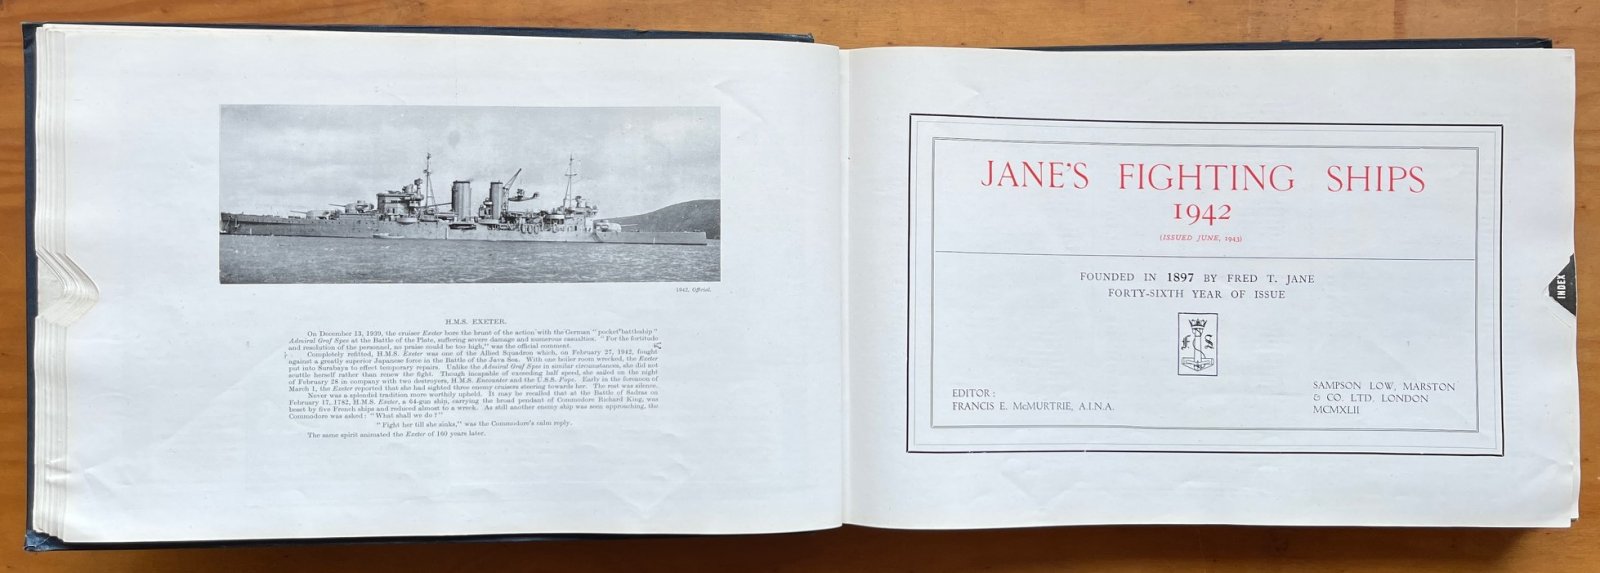 1942, Official.
H.M.S. EXETER.
On December 13, 1939, the cruiser Exeter bore the brunt of the action with the German "pocket battleship"
Admiral Graf Spee at the Battle of the Plate, suffering severe damage and numerous casualties. "For the fortitude
and resolution of the personnel, no praise could be too high," was the official comment.
Completely refitted, H.M.S. Exeter was one of the Allied Squadron which, on February 27, 1942, fought
against a greatly superior Japanese force in the Battle of the Java Sea. With one boiler room wrecked, the Exeter
put into Surabaya to effect temporary repairs. Unlike the Admiral Graf Spee in similar circumstances, she did not
scuttle herself rather than renew the fight. Though incapable of exceeding half speed, she sailed on the night
of February 28 in company with two destroyers, H.M.S. Encounter and the U.S.S. Pope. Early in the forenoon of
March 1, the Exeter reported that she had sighted three enemy cruisers steering towards her. The rest was silence.
Never was a splendid tradition more worthily upheld. It may be recalled that at the Battle of Sadras on
February 17, 1782, H.M.S. Exeter, a 64-gun ship, carrying the broad pendant of Commodore Richard King, was
beset by five French ships and reduced almost to a wreck. As still another enemy ship was seen approaching, the
Commodore was asked: "What shall we do?"
"Fight her till she sinks," was the Commodore's calm reply.
The same spirit animated the Exeter of 160 years later.
JANE'S FIGHTING SHIPS
1942
(ISSUED JUNE, 1943)
FOUNDED IN 1897 BY FRED T. JANE
FORTY-SIXTH YEAR OF ISSUE
EDITOR:
FRANCIS E. McMURTRIE, A.I.N.A.
SAMPSON LOW, MARSTON
& CO. LTD. LONDON
MCMXLII
INDEX